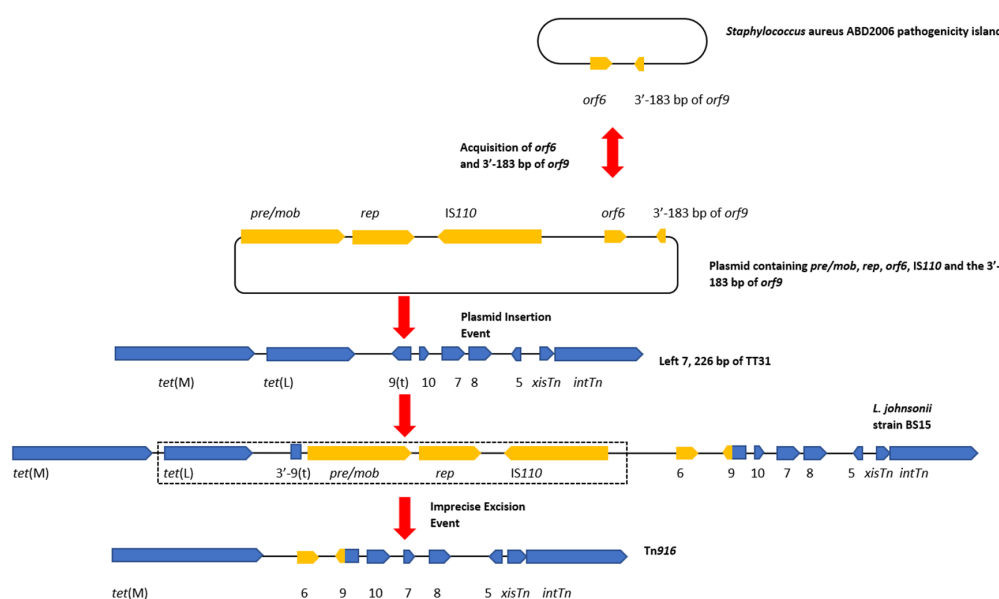 Staphylococcus aureus ABD2006 pathogenicity island
orf6 3'-183 bp of orf9
Acquisition of orf6
and 3'-183 bp of orf9
pre/mob rep IS110 orf6 3'-183 bp of orf9
Plasmid containing pre/mob, rep, orf6, IS110 and the 3'-
183 bp of orf9
Plasmid Insertion
Event
Left 7, 226 bp of TT31
tet(M) tet(L) 9(t) 10 7 8 5 xisTn intTn
L. johnsonii
strain BS15
tet(M) tet(L) 3'-9(t) pre/mob rep IS110 6 9 10 7 8 5 xisTn intTn
Imprecise Excision
Event
Tn916
tet(M) 6 9 10 7 8 5 xisTn intTn